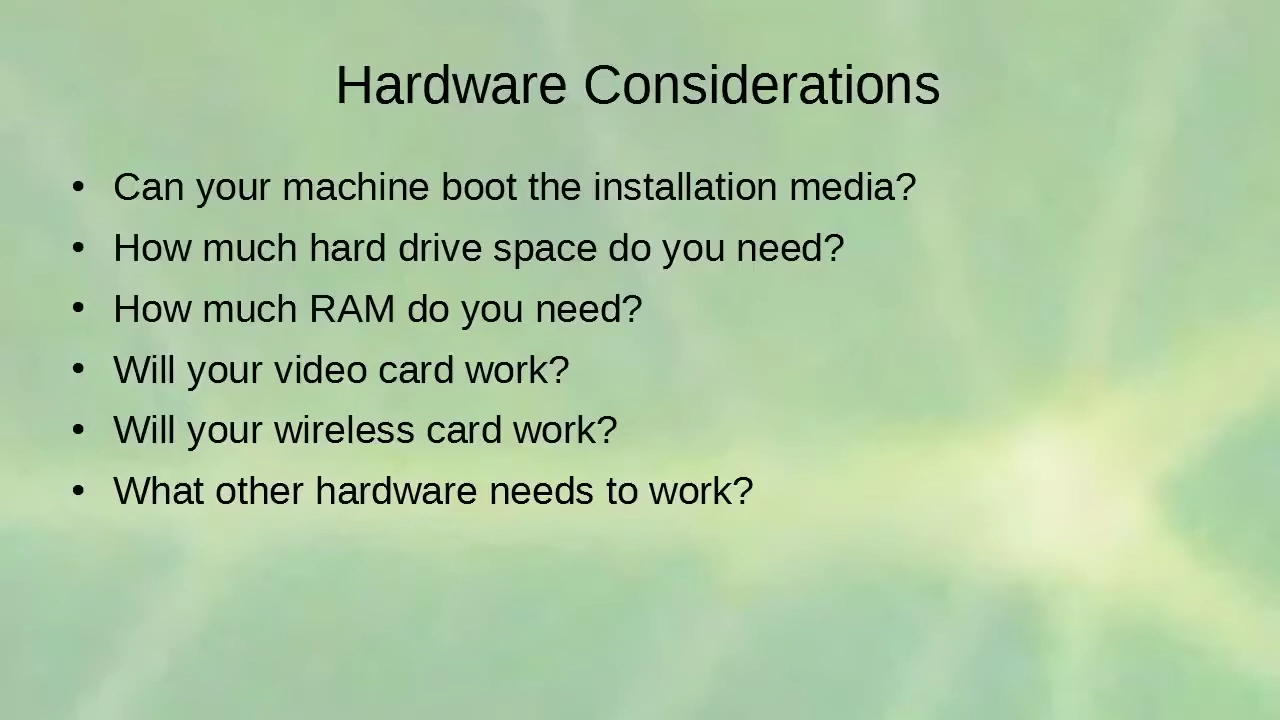 Hardware Considerations
• Can your machine boot the installation media?
• How much hard drive space do you need?
• How much RAM do you need?
• Will your video card work?
• Will your wireless card work?
• What other hardware needs to work?